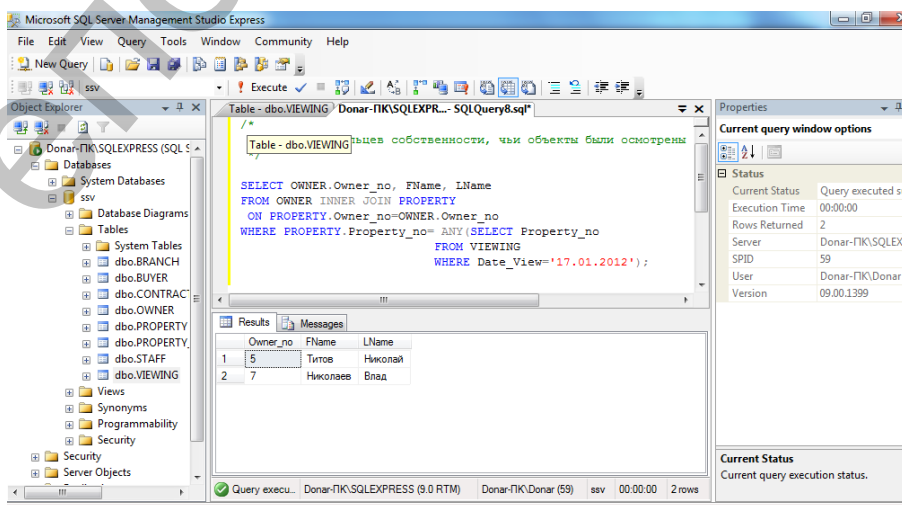 Microsoft SQL Server Management Studio Express
File Edit View Query Tools Window Community Help
New Query
ssv Execute
Object Explorer
Donar-ПК\SQLEXPRESS (SQL S
Databases
System Databases
ssv
Database Diagrams
Tables
System Tables
dbo.BRANCH
dbo.BUYER
dbo.CONTRACT
dbo.OWNER
dbo.PROPERTY
dbo.PROPERTY_
dbo.STAFF
dbo.VIEWING
Views
Synonyms
Programmability
Security
Security
Server Objects
Table - dbo.VIEWING Donar-ПК\SQLEXPR...- SQLQuery8.sql*
/*
Table - dbo.VIEWING
льцев собственности, чьи объекты были осмотрены
*/
SELECT OWNER.Owner_no, FName, LName
FROM OWNER INNER JOIN PROPERTY
ON PROPERTY.Owner_no=OWNER.Owner_no
WHERE PROPERTY.Property_no= ANY(SELECT Property_no
FROM VIEWING
WHERE Date_View='17.01.2012');
Results Messages
Owner_no FName LName
1 5 Титов Николай
2 7 Николаев Влад
Query execu... Donar-ПК\SQLEXPRESS (9.0 RTM) Donar-ПК\Donar (59) ssv 00:00:00 2 rows
Properties
Current query window options
Status
Current Status Query executed s
Execution Time 00:00:00
Rows Returned 2
Server Donar-ПК\SQLEX
SPID 59
User Donar-ПК\Donar
Version 09.00.1399
Current Status
Current query execution status.